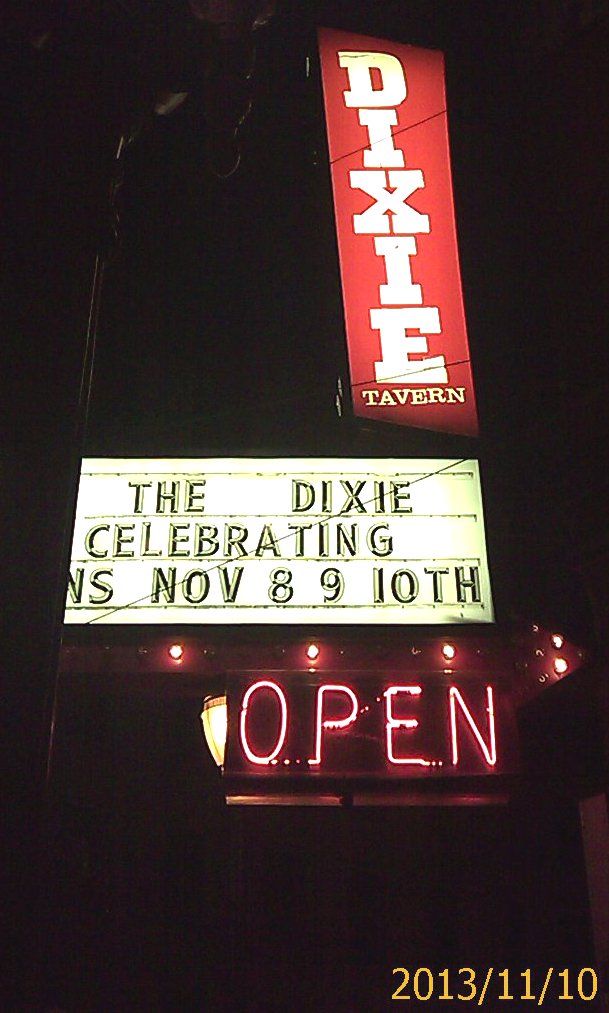 DIXIE
TAVERN
THE DIXIE
CELEBRATING
NS NOV 8 9 10TH
OPEN
2013/11/10